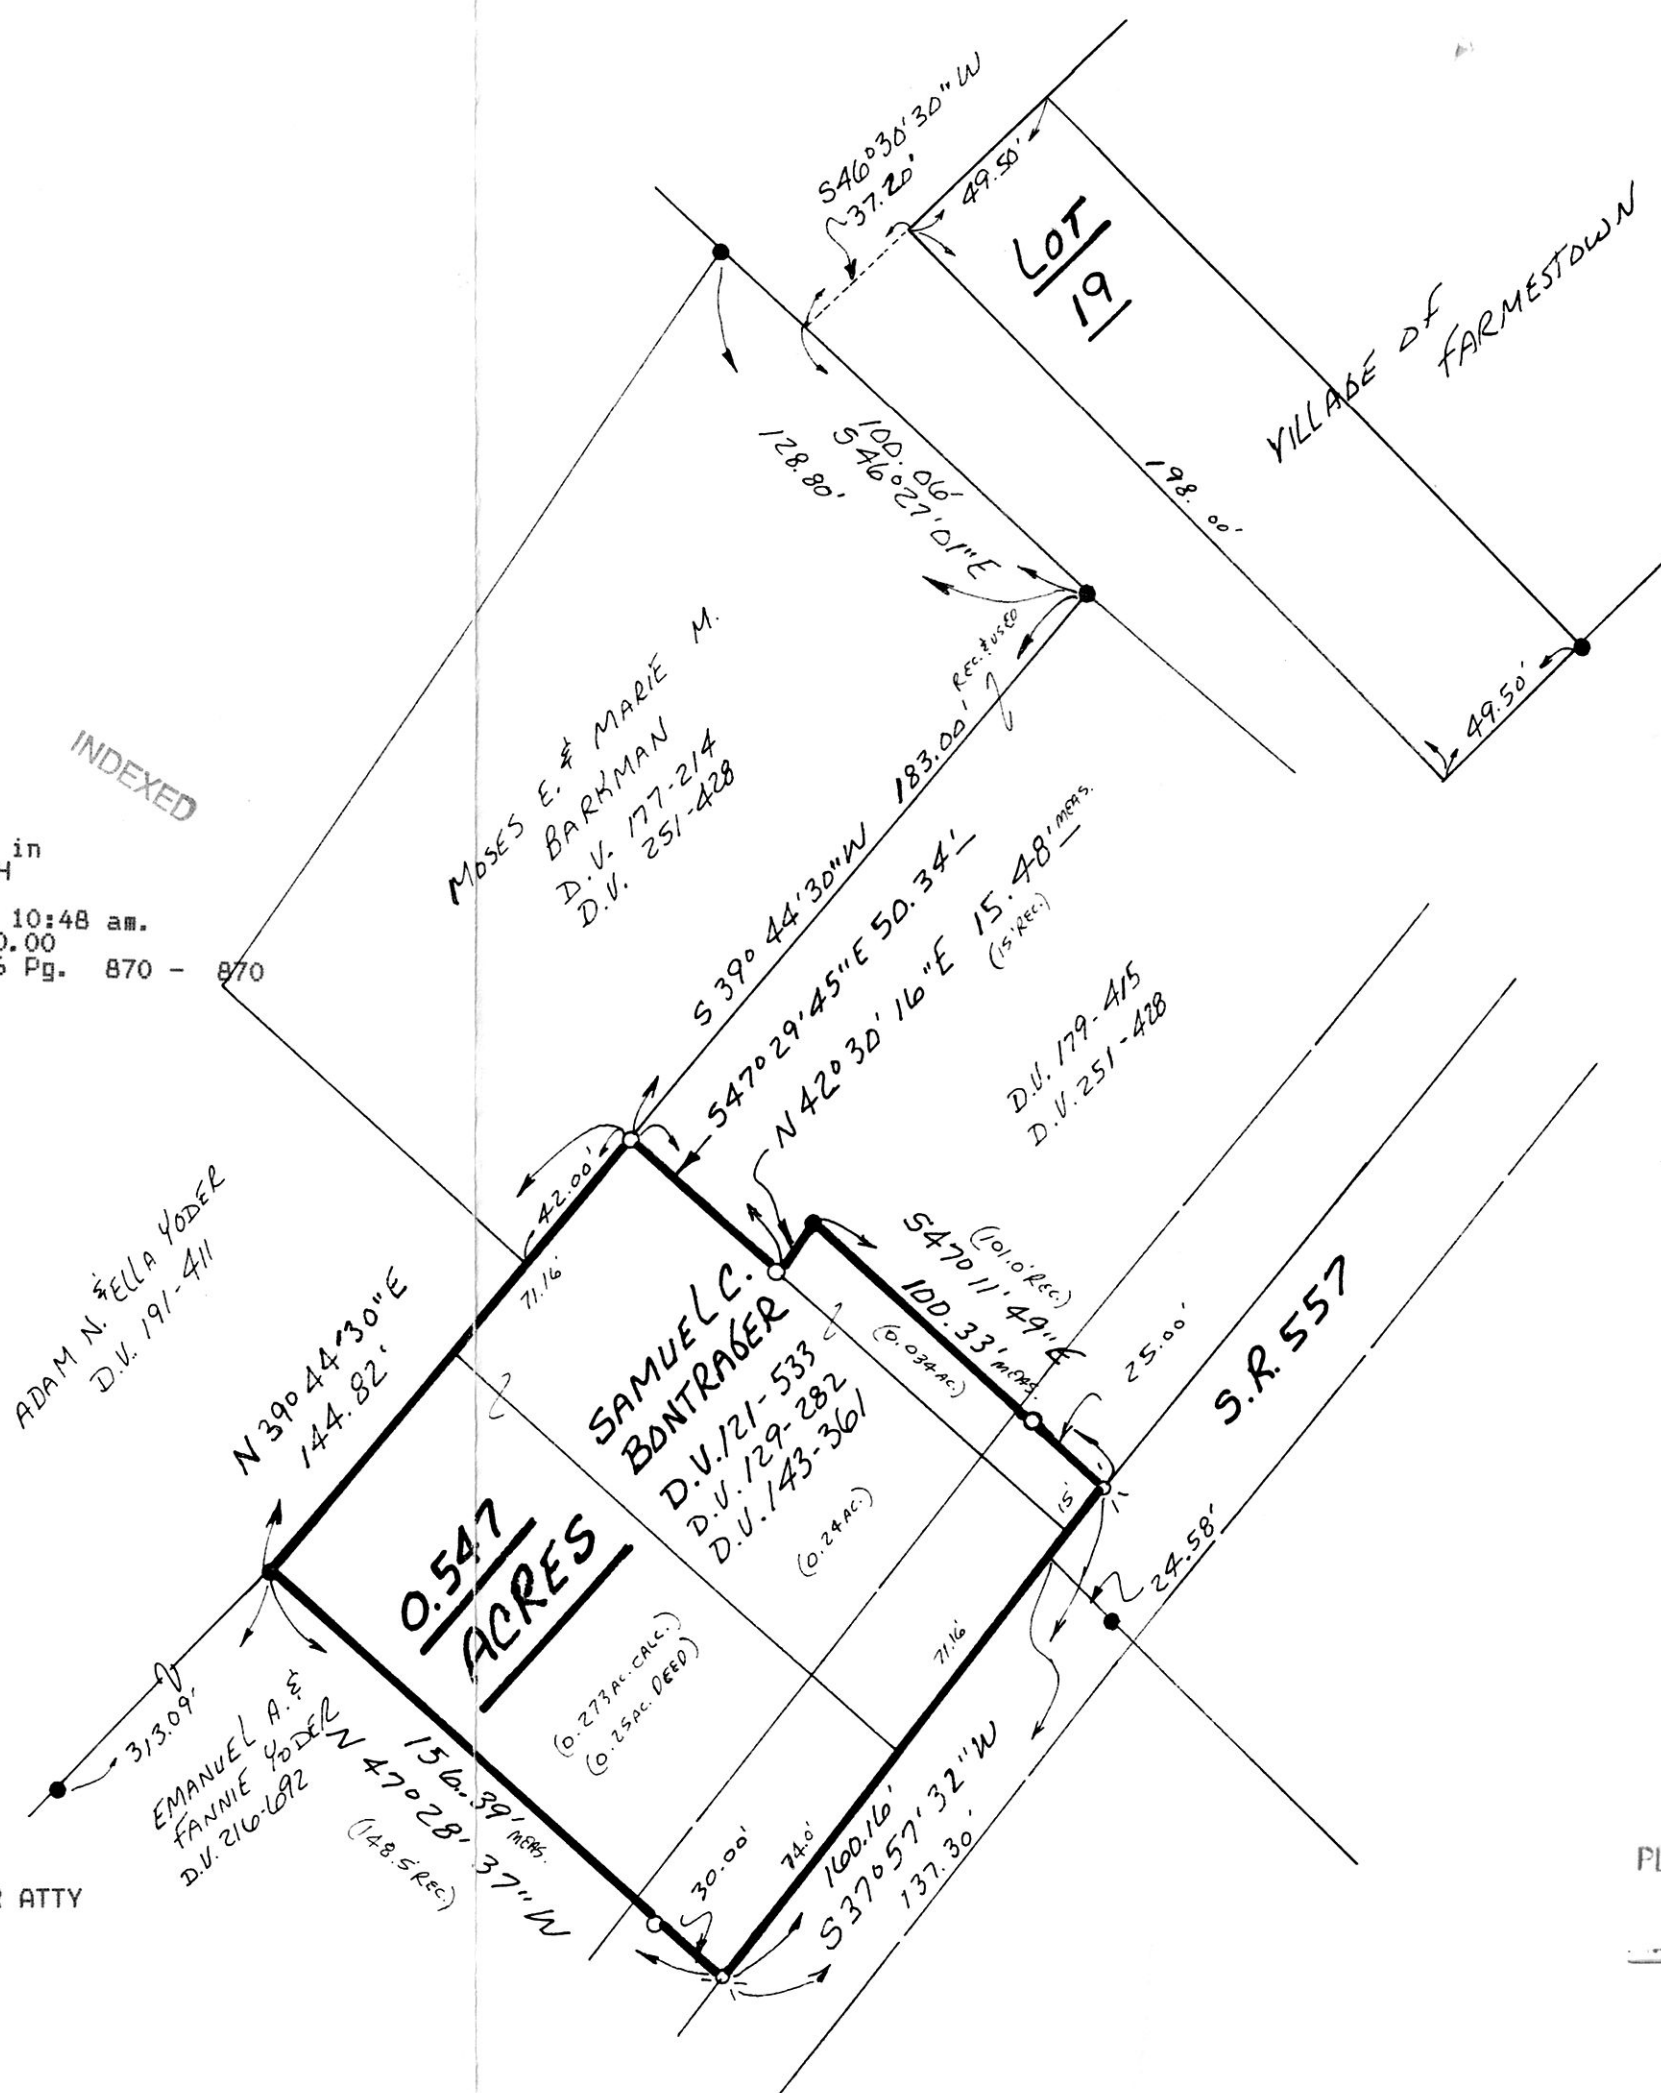 S46°30'30"W
37.20'
49.50'
LOT
19
VILLAGE OF
FARMESTOWN
100.06'
S46°27'01"E
128.80'
198.00'
49.50'
REC. & USED
183.00'
S 39° 44' 30" W
MOSES E. & MARIE M.
BARKMAN
D.V. 177-214
D.V. 251-428
INDEXED
in
10:48 am.
Pg. 870 - 870
S47° 29' 45" E 50.34'
N 42° 30' 16" E 15.48' MEAS.
(15' REC.)
D.V. 179-415
D.V. 251-428
42.00'
71.16'
ADAM N. & ELLA YODER
D.V. 191-411
N 39° 44' 30" E
144.82'
SAMUEL C.
BONTRAGER
D.V. 121-533
D.V. 129-282
D.V. 143-361
(0.24 AC.)
(101.0' REC.)
S47° 11' 49" E
100.33' MEAS.
(0.034 AC.)
25.00'
S.R. 557
15'
24.58'
0.547
ACRES
(0.273 AC. CALC.)
(0.25 AC. DEED)
71.16'
313.09'
EMANUEL A. &
FANNIE YODER
D.V. 216-692
156.39' MEAS.
N 47° 28' 37" W
(148.5 REC.)
30.00'
74.0'
160.16'
S 37° 57' 32" W
137.30'
ATTY